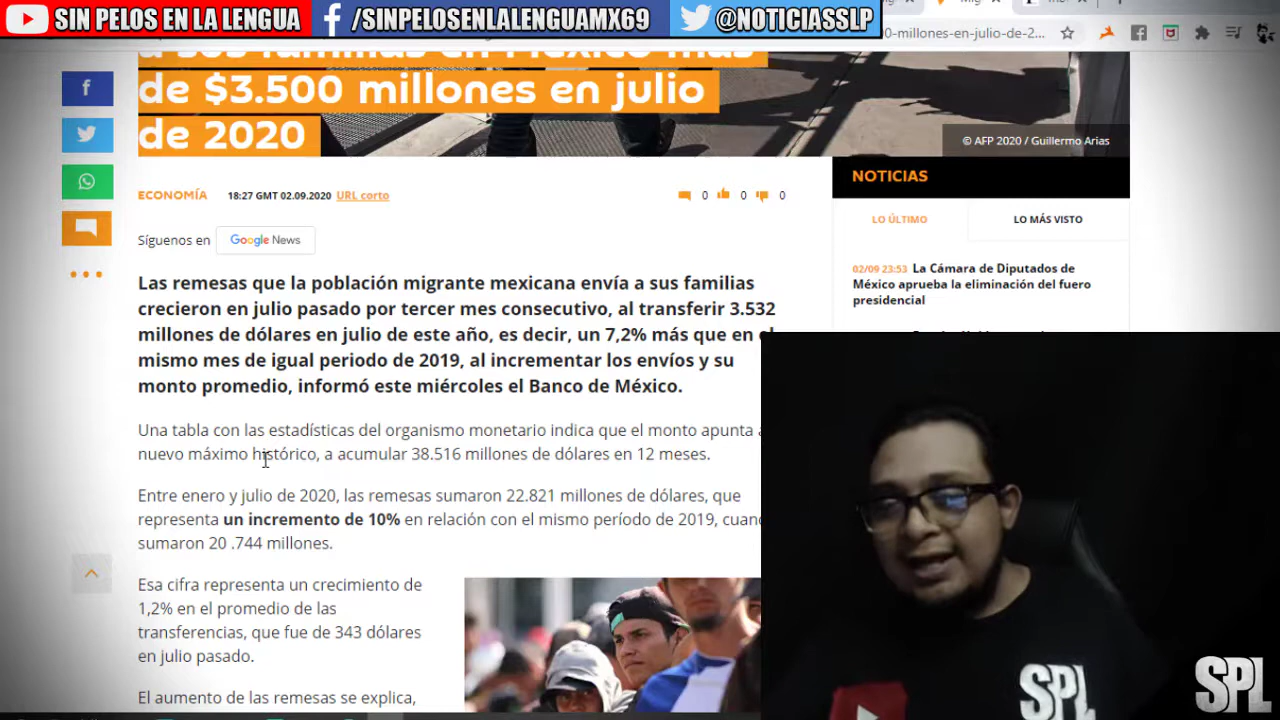 SIN PELOS EN LA LENGUA
/SINPELOSENLALENGUAMX69
@NOTICIASSLP
0-millones-en-julio-de-2...
a sus familias en México más
de $3.500 millones en julio
de 2020
© AFP 2020 / Guillermo Arias
ECONOMÍA 18:27 GMT 02.09.2020 URL corto
0 0 0
Síguenos en Google News
NOTICIAS
LO ÚLTIMO LO MÁS VISTO
02/09 23:53 La Cámara de Diputados de
México aprueba la eliminación del fuero
presidencial
Las remesas que la población migrante mexicana envía a sus familias
crecieron en julio pasado por tercer mes consecutivo, al transferir 3.532
millones de dólares en julio de este año, es decir, un 7,2% más que en el
mismo mes de igual periodo de 2019, al incrementar los envíos y su
monto promedio, informó este miércoles el Banco de México.
Una tabla con las estadísticas del organismo monetario indica que el monto apunta a
nuevo máximo histórico, a acumular 38.516 millones de dólares en 12 meses.
Entre enero y julio de 2020, las remesas sumaron 22.821 millones de dólares, que
representa un incremento de 10% en relación con el mismo período de 2019, cuan
sumaron 20 .744 millones.
Esa cifra representa un crecimiento de
1,2% en el promedio de las
transferencias, que fue de 343 dólares
en julio pasado.
El aumento de las remesas se explica,
SPL
SPL